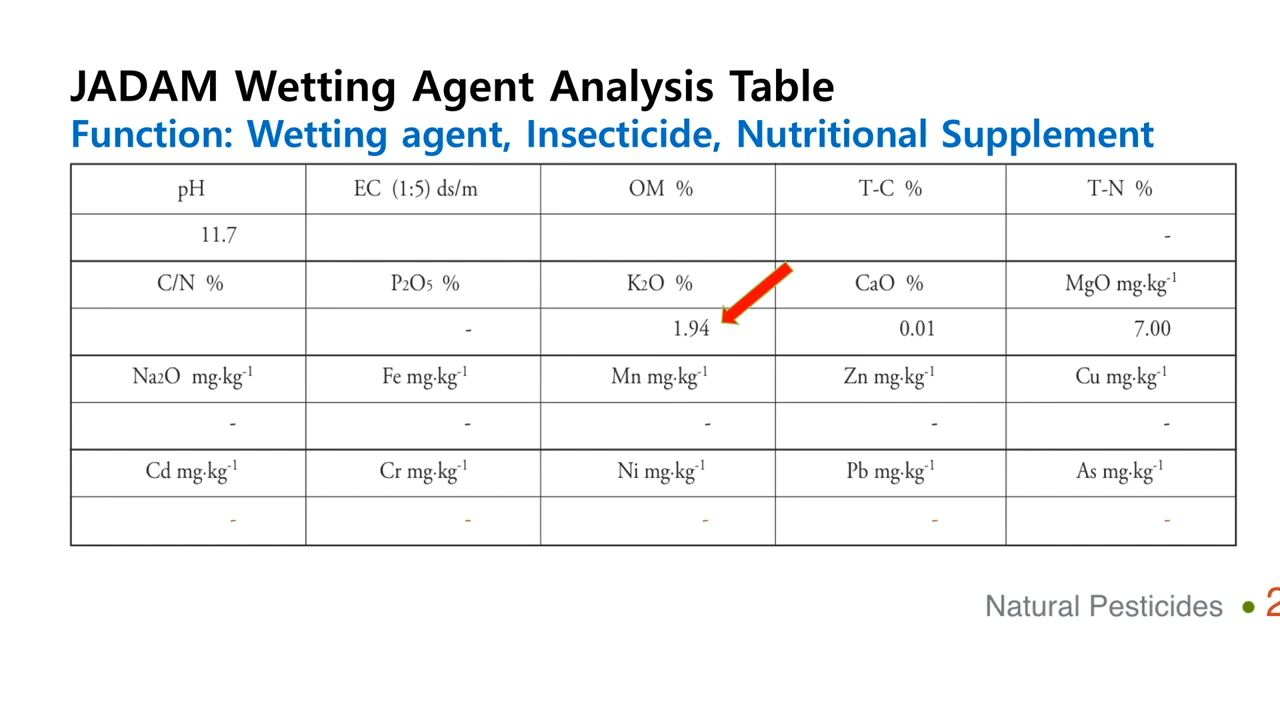 JADAM Wetting Agent Analysis Table
Function: Wetting agent, Insecticide, Nutritional Supplement
pH EC (1:5) ds/m OM % T-C % T-N %
11.7 -
C/N % P2O5 % K2O % CaO % MgO mg·kg-1
- 1.94 0.01 7.00
Na2O mg·kg-1 Fe mg·kg-1 Mn mg·kg-1 Zn mg·kg-1 Cu mg·kg-1
- - - - -
Cd mg·kg-1 Cr mg·kg-1 Ni mg·kg-1 Pb mg·kg-1 As mg·kg-1
- - - - -
Natural Pesticides • 2